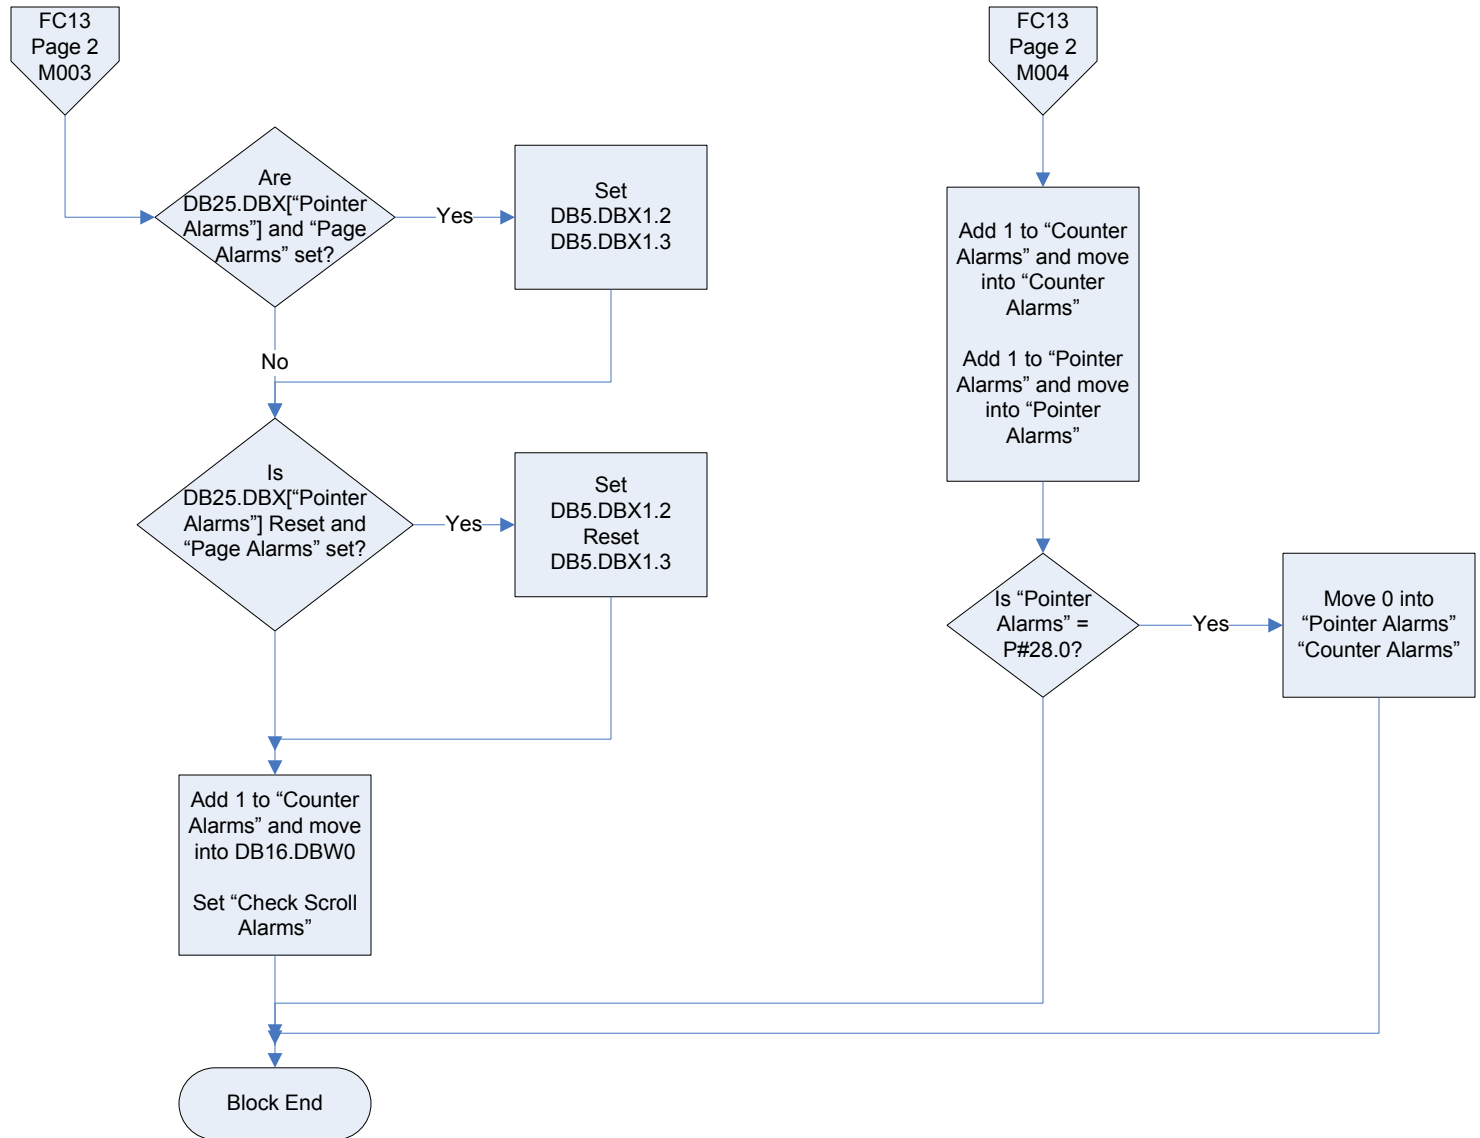 FC13
Page 2
M003
Are
DB25.DBX[“Pointer
Alarms”] and “Page
Alarms” set?
Yes
Set
DB5.DBX1.2
DB5.DBX1.3
No
Is
DB25.DBX[“Pointer
Alarms”] Reset and
“Page Alarms” set?
Yes
Set
DB5.DBX1.2
Reset
DB5.DBX1.3
Add 1 to “Counter
Alarms” and move
into DB16.DBW0
Set “Check Scroll
Alarms”
FC13
Page 2
M004
Add 1 to “Counter
Alarms” and move
into “Counter
Alarms”
Add 1 to “Pointer
Alarms” and move
into “Pointer
Alarms”
Is “Pointer
Alarms” =
P#28.0?
Yes
Move 0 into
“Pointer Alarms”
“Counter Alarms”
Block End